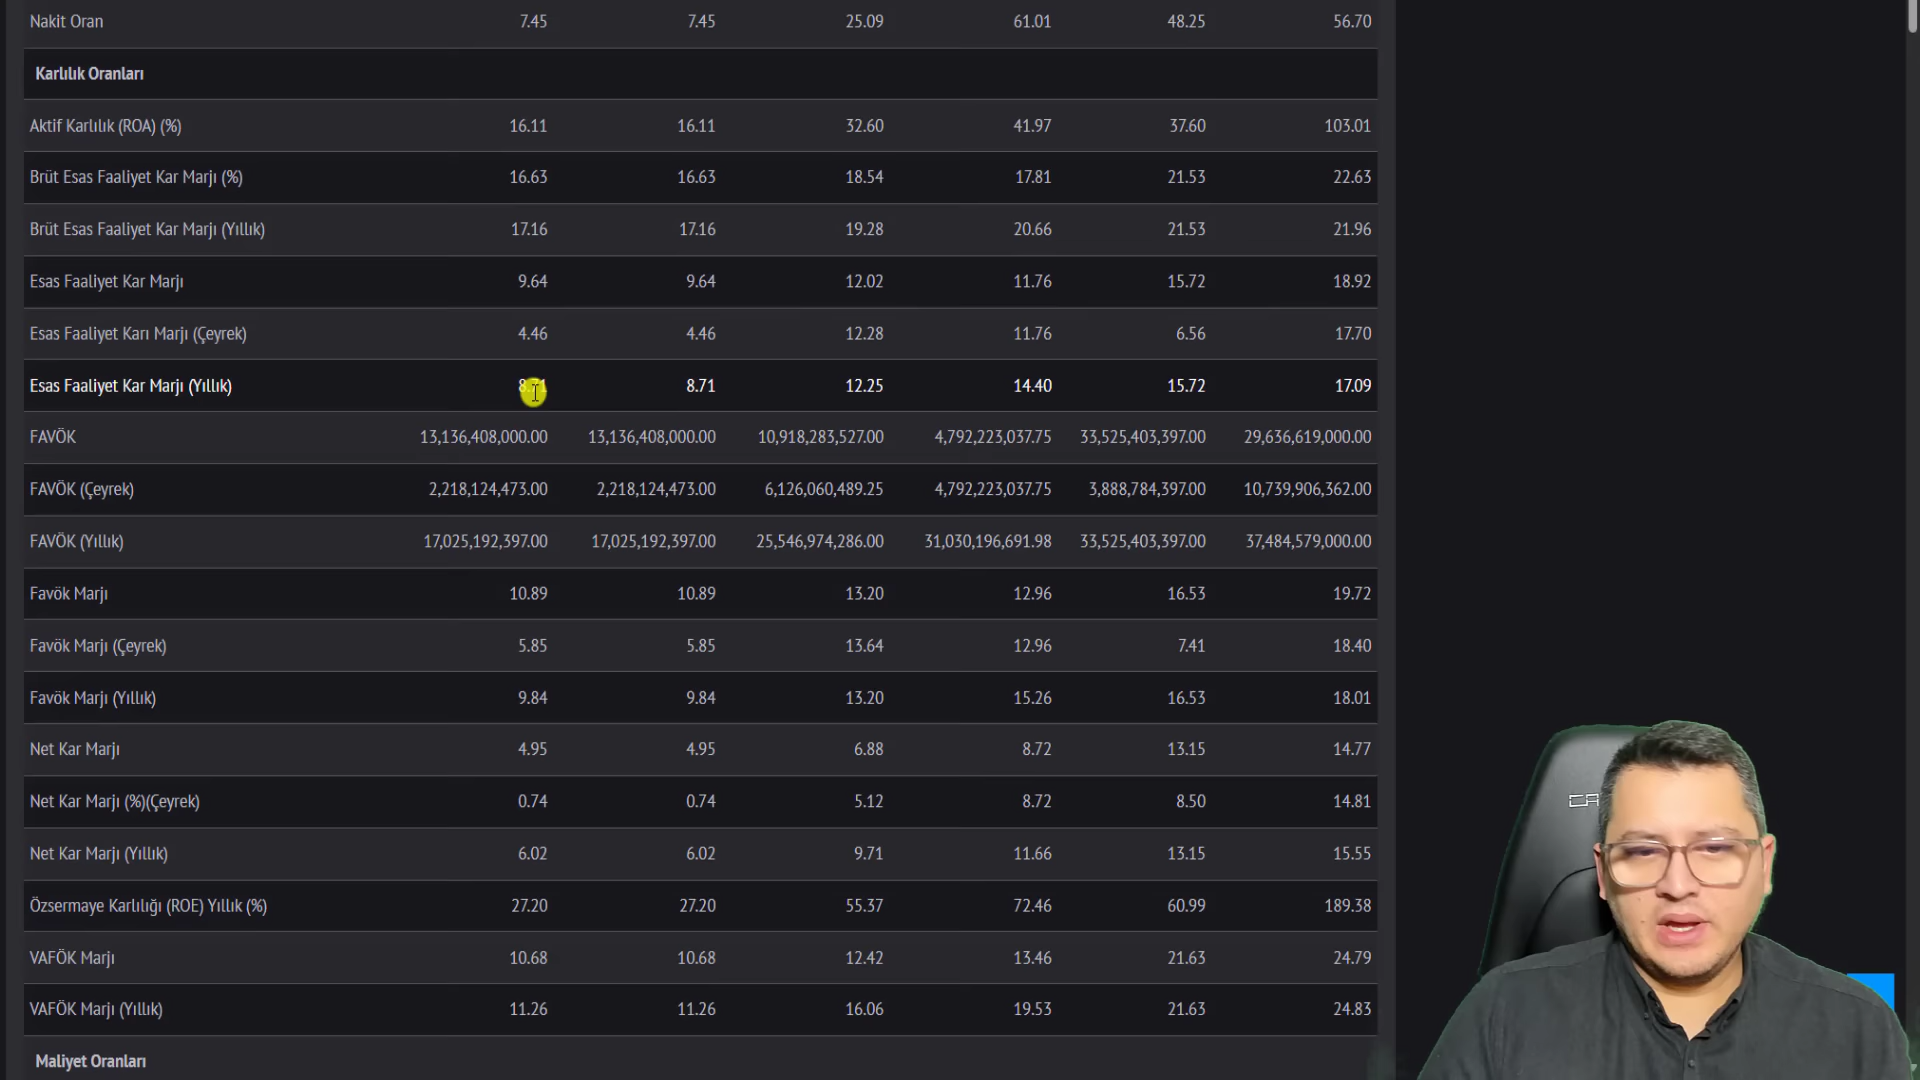 Nakit Oran 7.45 7.45 25.09 61.01 48.25 56.70
Karlılık Oranları
Aktif Karlılık (ROA) (%) 16.11 16.11 32.60 41.97 37.60 103.01
Brüt Esas Faaliyet Kar Marjı (%) 16.63 16.63 18.54 17.81 21.53 22.63
Brüt Esas Faaliyet Kar Marjı (Yıllık) 17.16 17.16 19.28 20.66 21.53 21.96
Esas Faaliyet Kar Marjı 9.64 9.64 12.02 11.76 15.72 18.92
Esas Faaliyet Karı Marjı (Çeyrek) 4.46 4.46 12.28 11.76 6.56 17.70
Esas Faaliyet Kar Marjı (Yıllık) 8.71 12.25 14.40 15.72 17.09
FAVÖK 13,136,408,000.00 13,136,408,000.00 10,918,283,527.00 4,792,223,037.75 33,525,403,397.00 29,636,619,000.00
FAVÖK (Çeyrek) 2,218,124,473.00 2,218,124,473.00 6,126,060,489.25 4,792,223,037.75 3,888,784,397.00 10,739,906,362.00
FAVÖK (Yıllık) 17,025,192,397.00 17,025,192,397.00 25,546,974,286.00 31,030,196,691.98 33,525,403,397.00 37,484,579,000.00
Favök Marjı 10.89 10.89 13.20 12.96 16.53 19.72
Favök Marjı (Çeyrek) 5.85 5.85 13.64 12.96 7.41 18.40
Favök Marjı (Yıllık) 9.84 9.84 13.20 15.26 16.53 18.01
Net Kar Marjı 4.95 4.95 6.88 8.72 13.15 14.77
Net Kar Marjı (%)(Çeyrek) 0.74 0.74 5.12 8.72 8.50 14.81
Net Kar Marjı (Yıllık) 6.02 6.02 9.71 11.66 13.15 15.55
Özsermaye Karlılığı (ROE) Yıllık (%) 27.20 27.20 55.37 72.46 60.99 189.38
VAFÖK Marjı 10.68 10.68 12.42 13.46 21.63 24.79
VAFÖK Marjı (Yıllık) 11.26 11.26 16.06 19.53 21.63 24.83
Maliyet Oranları